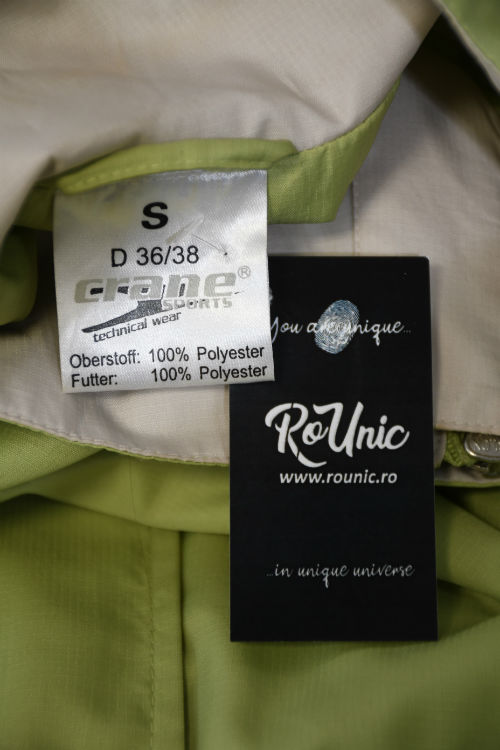 S
D 36/38
crane®
SPORTS
technical wear
Oberstoff: 100% Polyester
Futter: 100% Polyester
You are unique...
RoUnic
www.rounic.ro
...in unique universe